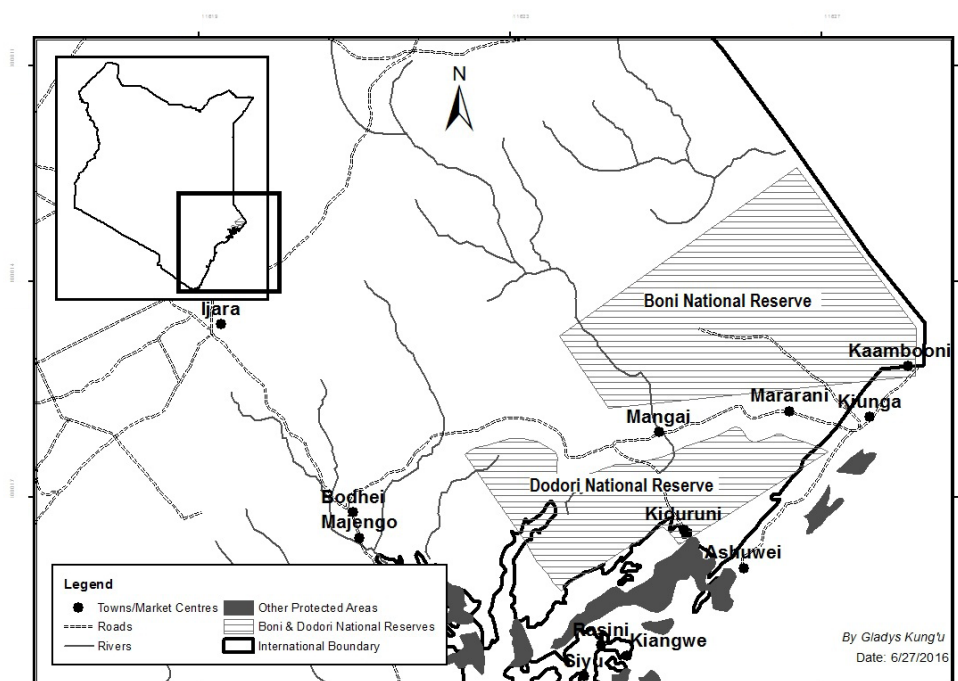 N
Ijara
Boni National Reserve
Kaambooni
Mararani
Kiunga
Mangai
Dodori National Reserve
Bodhei
Majengo
Kiduruni
Ashuwei
Rasini
Kiangwe
Siyu
Legend
Towns/Market Centres
Other Protected Areas
Roads
Boni & Dodori National Reserves
Rivers
International Boundary
By Gladys Kung'u
Date: 6/27/2016